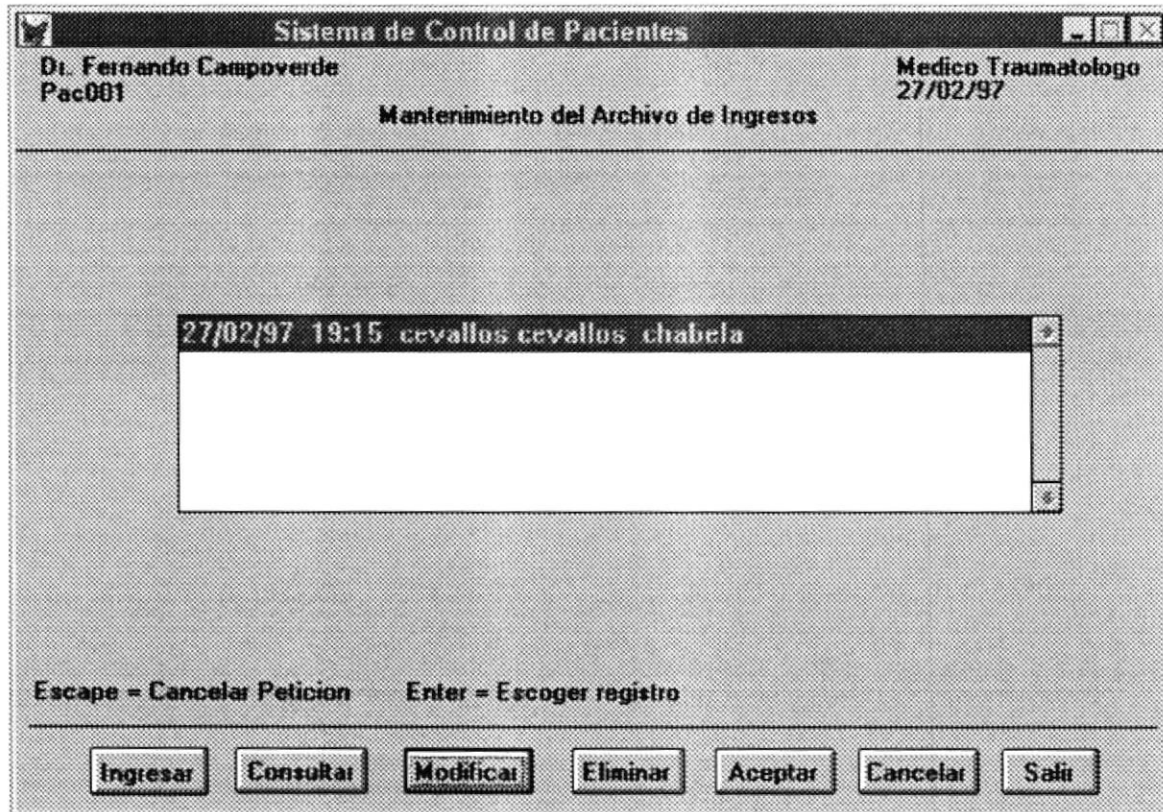 Sistema de Control de Pacientes
Dr. Fernando Campoverde Medico Traumatologo
Pac001 27/02/97
Mantenimiento del Archivo de Ingresos
27/02/97 19:15 cevallos cevallos chabela
Escape = Cancelar Peticion Enter = Escoger registro
Ingresar Consultar Modificar Eliminar Aceptar Cancelar Salir